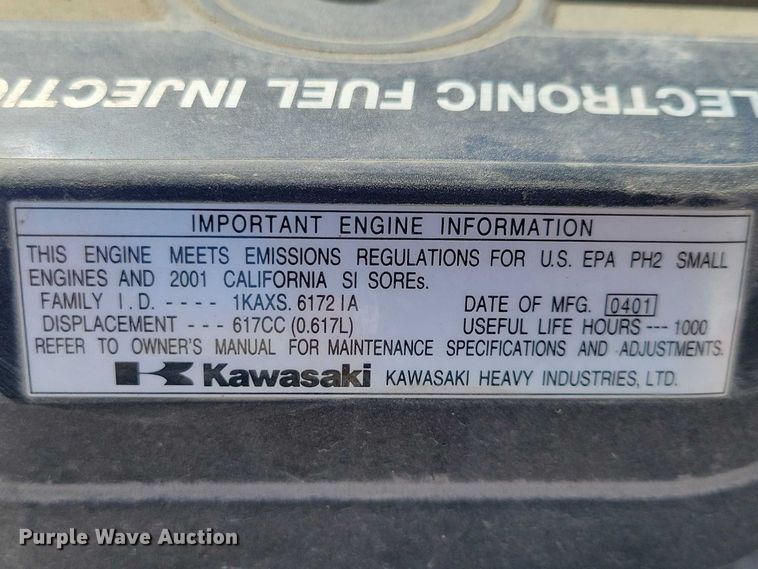 LECTRONIC FUEL INJECTIO
IMPORTANT ENGINE INFORMATION
THIS ENGINE MEETS EMISSIONS REGULATIONS FOR U.S. EPA PH2 SMALL
ENGINES AND 2001 CALIFORNIA SI SOREs.
FAMILY I.D. ---- 1KAXS.6172IA DATE OF MFG. 0401
DISPLACEMENT --- 617CC (0.617L) USEFUL LIFE HOURS --- 1000
REFER TO OWNER'S MANUAL FOR MAINTENANCE SPECIFICATIONS AND ADJUSTMENTS.
Kawasaki KAWASAKI HEAVY INDUSTRIES, LTD.
Purple Wave Auction